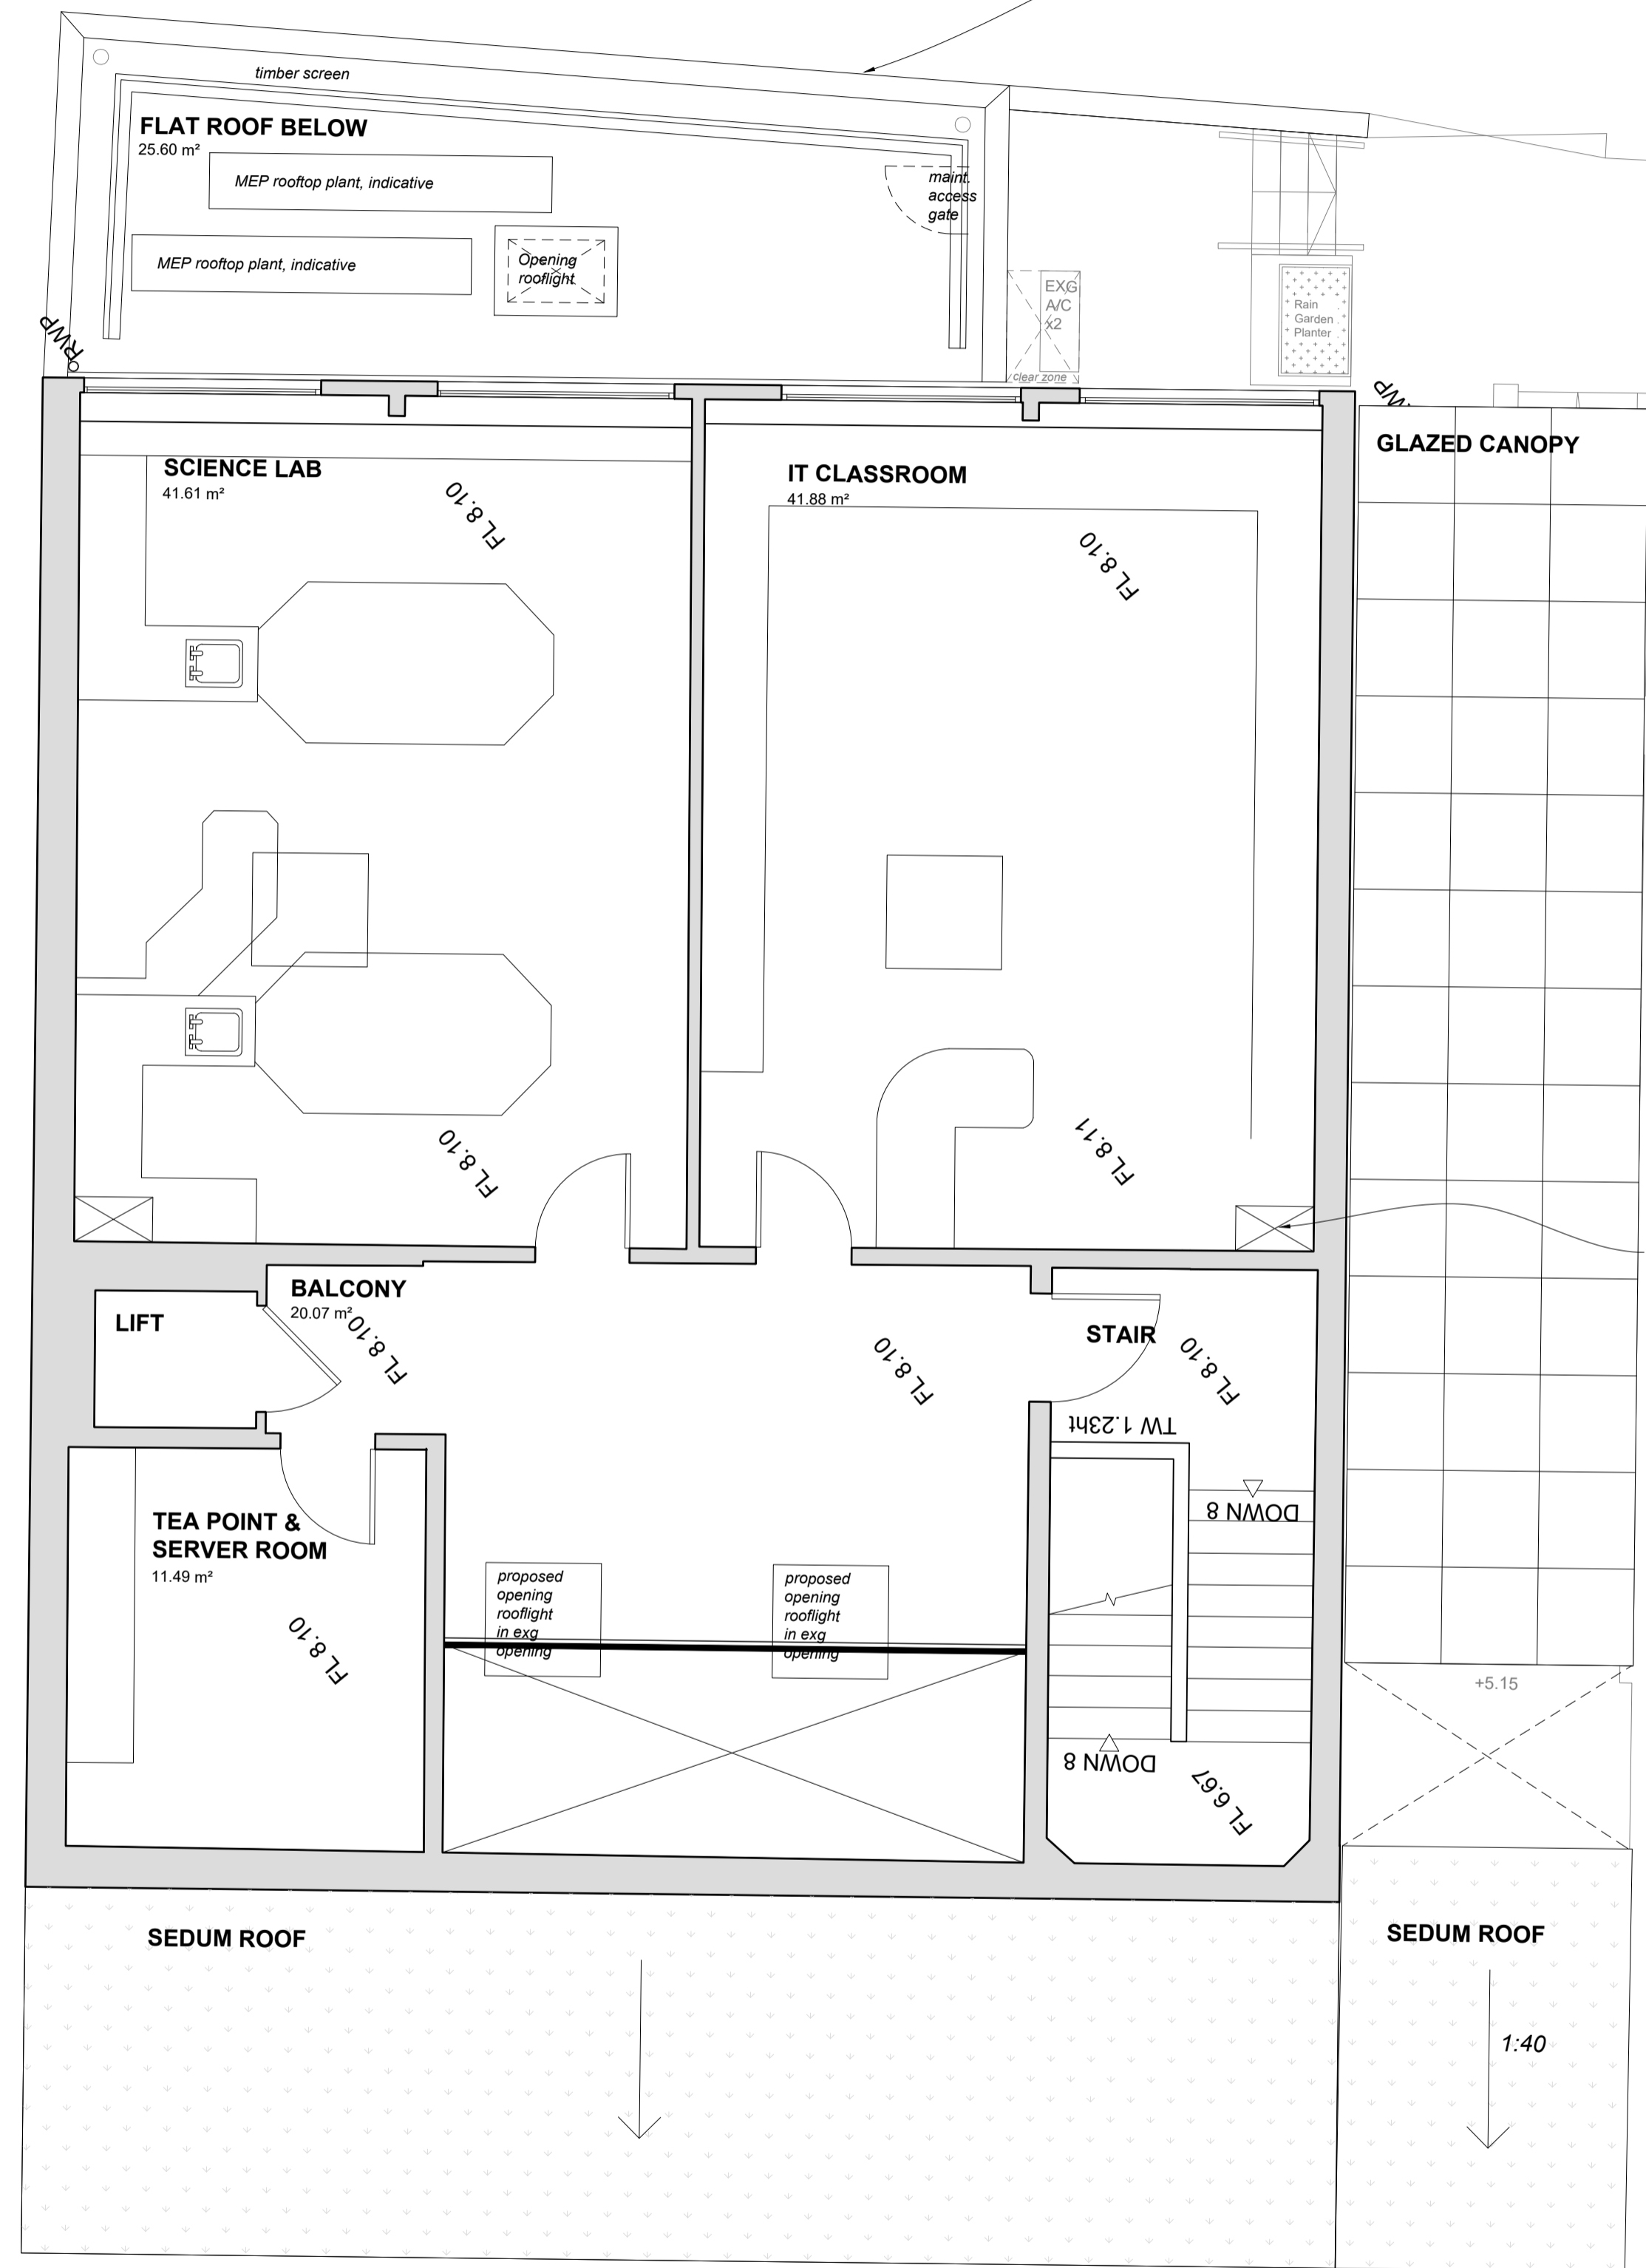 timber screen
FLAT ROOF BELOW
25.60 m²
MEP rooftop plant, indicative
maint.
access
gate
MEP rooftop plant, indicative
Opening
rooflight
EXG
A/C
x2
clear zone
Rain
Garden
Planter
RWP
GLAZED CANOPY
SCIENCE LAB
41.61 m²
FL 8.10
IT CLASSROOM
41.88 m²
FL 8.10
FL 8.10
FL 8.11
LIFT
BALCONY
20.07 m²
FL 8.10
FL 8.10
STAIR
FL 8.10
TW 1.23ht
DOWN 8
TEA POINT &
SERVER ROOM
11.49 m²
FL 8.10
proposed
opening
rooflight
in exg
opening
proposed
opening
rooflight
in exg
opening
DOWN 8
FL 6.67
+5.15
SEDUM ROOF
SEDUM ROOF
1:40